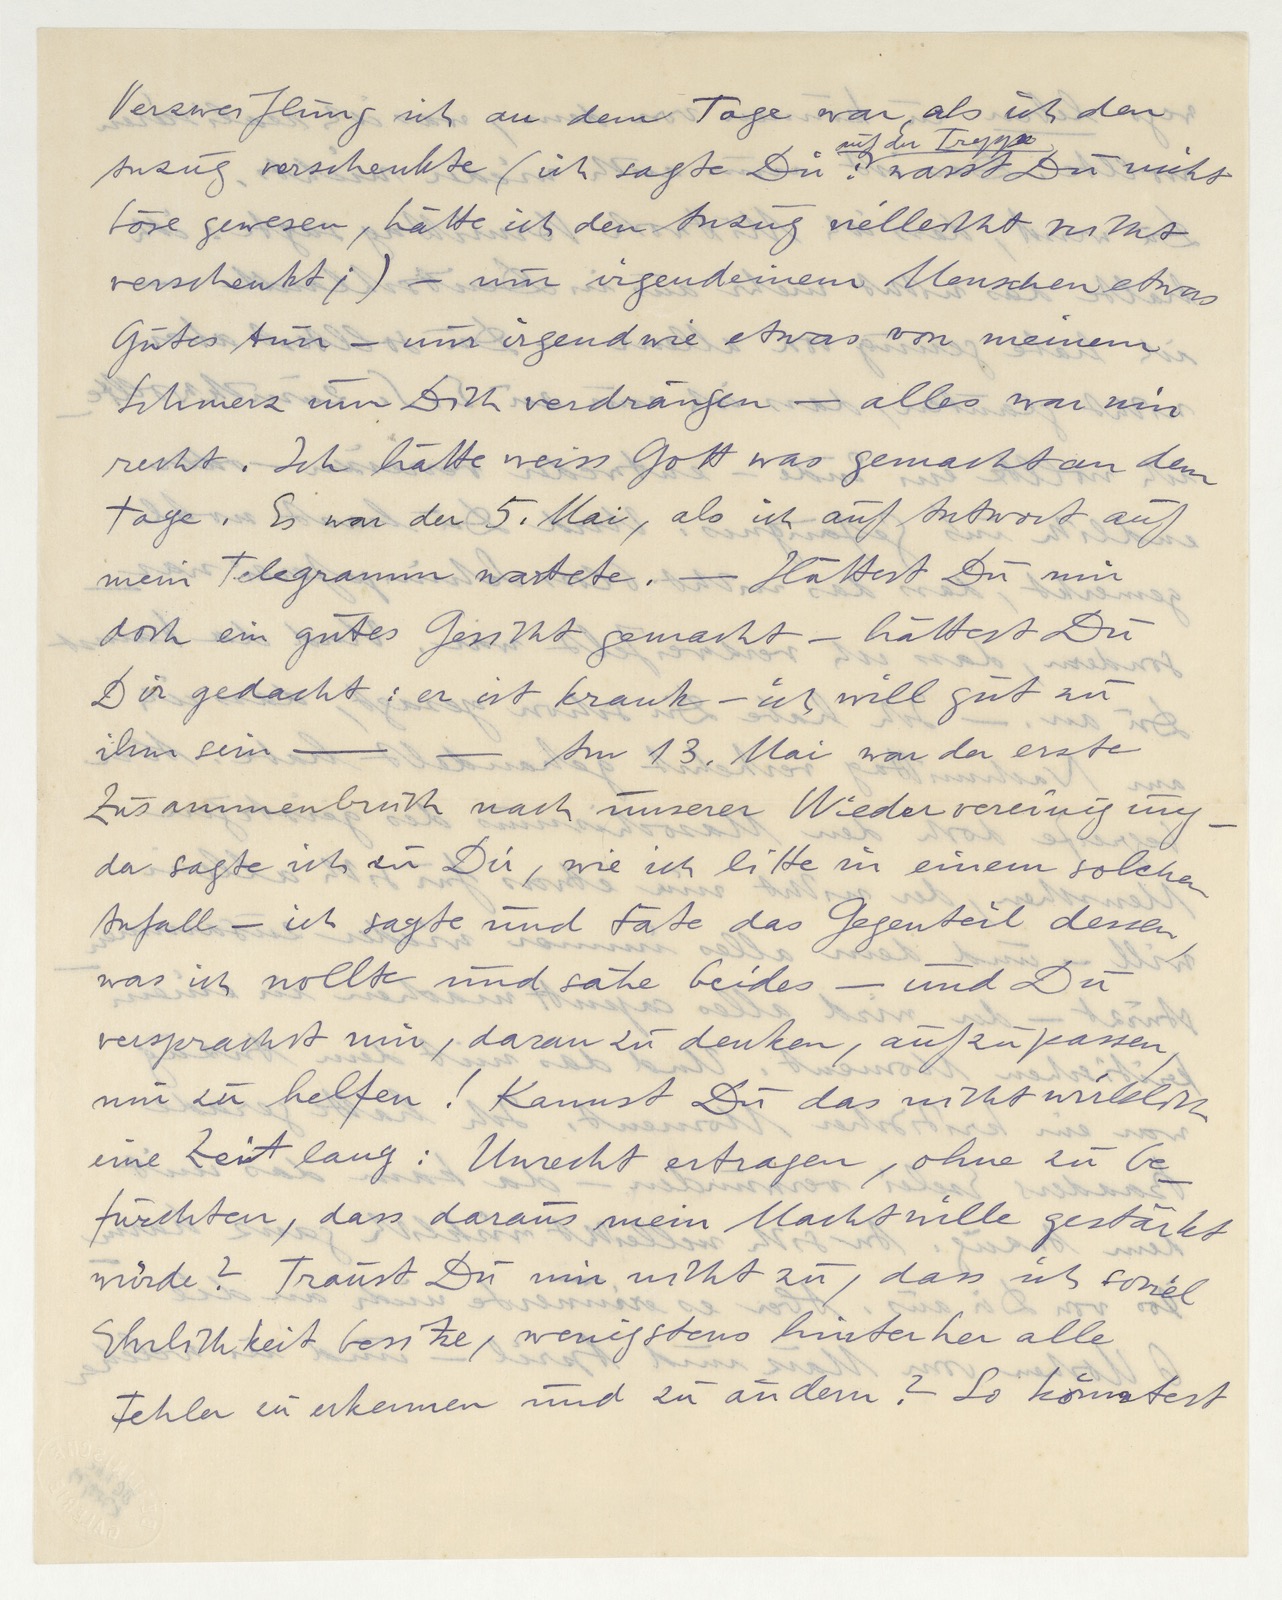 Verzweiflung ich an dem Tage war, als ich den
auf der Treppe
Anzug verschenkte (ich sagte Dir: warst Du nicht
böse gewesen, hätte ich den Anzug vielleicht nicht
verschenkt;) – um irgendeinem Menschen etwas
Gutes tun – um irgendwie etwas von meinem
Schmerz um Dich verdrängen – alles war mir
recht. Ich hätte weiss Gott was gemacht an dem
Tage. Es war der 5. Mai, als ich auf Antwort auf
mein Telegramm wartete. — Hättest Du mir
doch ein gutes Gesicht gemacht – hättest Du
Dir gedacht: er ist krank – ich will gut zu
ihm sein — — Am 13. Mai war der erste
Zusammenbruch nach unserer Wiedervereinigung –
da sagte ich zu Dir, wie ich litte in einem solchen
Anfall – ich sagte und täte das Gegenteil dessen,
was ich wollte und sähe beides – und Du
versprachst mir, daran zu denken, aufzupassen,
mir zu helfen! Kannst Du das nicht wirklich
eine Zeit lang: Unrecht ertragen, ohne zu be-
fürchten, dass daraus mein Machtwille gestärkt
würde? Traust Du mir nicht zu, dass ich soviel
Ehrlichkeit besitze, wenigstens hinterher alle
Fehler zu erkennen und zu ändern? So könntest